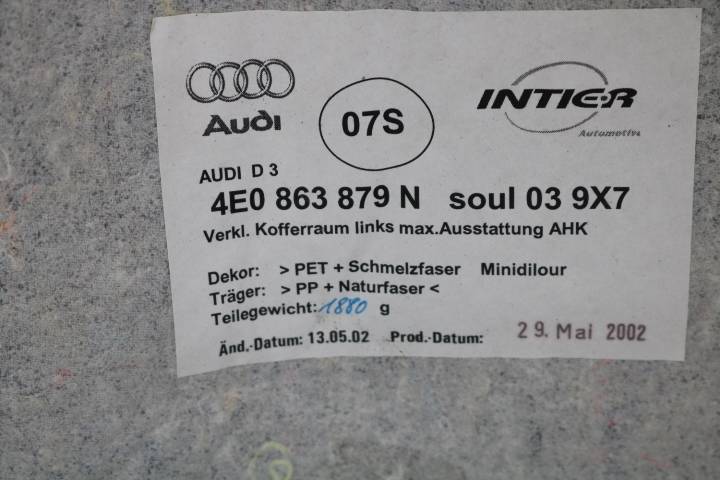 Audi
07S
INTIER
Automotive
AUDI D 3
4E0 863 879 N soul 03 9X7
Verkl. Kofferraum links max.Ausstattung AHK
Dekor: > PET + Schmelzfaser Minidilour
Träger: > PP + Naturfaser <
Teilegewicht: 1880 g
Änd.-Datum: 13.05.02 Prod.-Datum: 29. Mai 2002